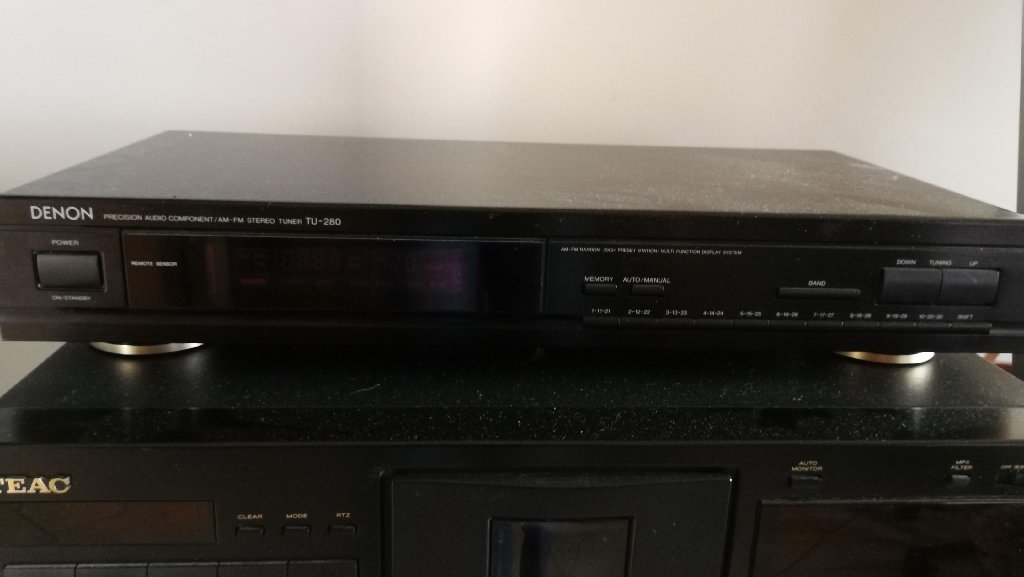 DENON PRECISION AUDIO COMPONENT/AM-FM STEREO TUNER TU-280
POWER
ON/STANDBY
REMOTE SENSOR
AM-FM RANDOM 30ch PRESET STATION MULTI FUNCTION DISPLAY SYSTEM
MEMORY AUTO/MANUAL
BAND
DOWN TUNING UP
1-11-21 2-12-22 3-13-23 4-14-24 5-15-25 6-16-26 7-17-27 8-18-28 9-19-29 10-20-30 SHIFT
TEAC
CLEAR MODE RTZ
AUTO
MONITOR
MPX
FILTER